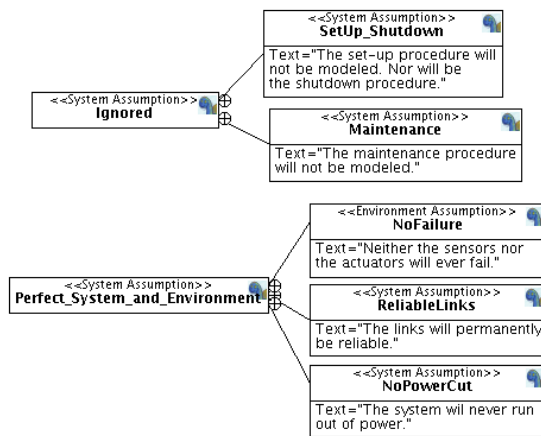 <<System Assumption>>
SetUp_Shutdown
Text="The set-up procedure will
not be modeled. Nor will be
the shutdown procedure."
<<System Assumption>>
Ignored
<<System Assumption>>
Maintenance
Text="The maintenance procedure
will not be modeled."
<<Environment Assumption>>
NoFailure
Text="Neither the sensors nor
the actuators will ever fail."
<<System Assumption>>
Perfect_System_and_Environment
<<System Assumption>>
ReliableLinks
Text="The links will permanently
be reliable."
<<System Assumption>>
NoPowerCut
Text="The system wil never run
out of power."